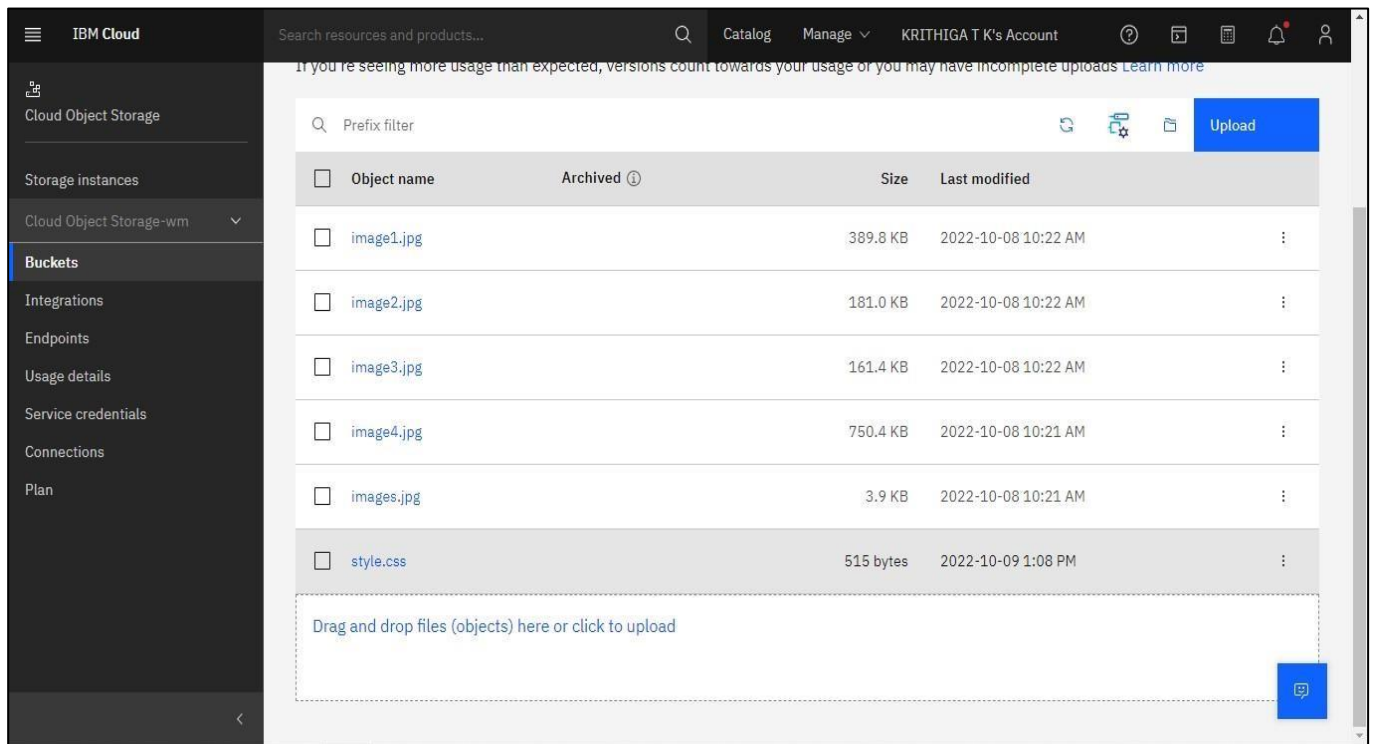 IBM Cloud
Search resources and products...
Catalog
Manage
KRITHIGA T K's Account
If you're seeing more usage than expected, versions count towards your usage or you may have incomplete uploads Learn more
Cloud Object Storage
Storage instances
Cloud Object Storage-wm
Buckets
Integrations
Endpoints
Usage details
Service credentials
Connections
Plan
Prefix filter
Upload
Object name Archived Size Last modified
image1.jpg 389.8 KB 2022-10-08 10:22 AM
image2.jpg 181.0 KB 2022-10-08 10:22 AM
image3.jpg 161.4 KB 2022-10-08 10:22 AM
image4.jpg 750.4 KB 2022-10-08 10:21 AM
images.jpg 3.9 KB 2022-10-08 10:21 AM
style.css 515 bytes 2022-10-09 1:08 PM
Drag and drop files (objects) here or click to upload